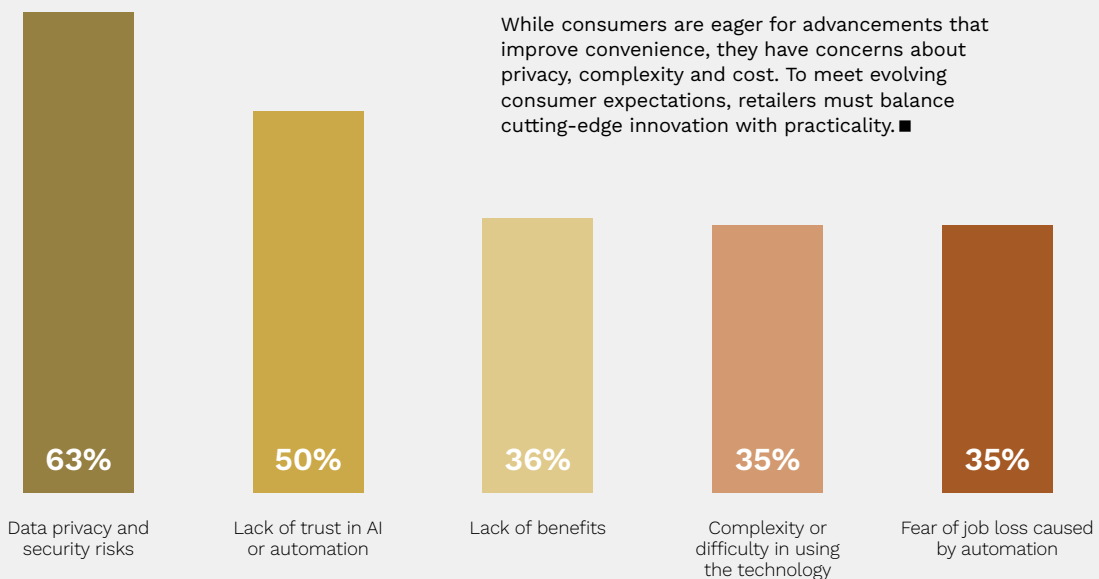 While consumers are eager for advancements that
improve convenience, they have concerns about
privacy, complexity and cost. To meet evolving
consumer expectations, retailers must balance
cutting-edge innovation with practicality. ■
63%
50%
36%
35%
35%
Data privacy and
security risks
Lack of trust in AI
or automation
Lack of benefits
Complexity or
difficulty in using
the technology
Fear of job loss caused
by automation